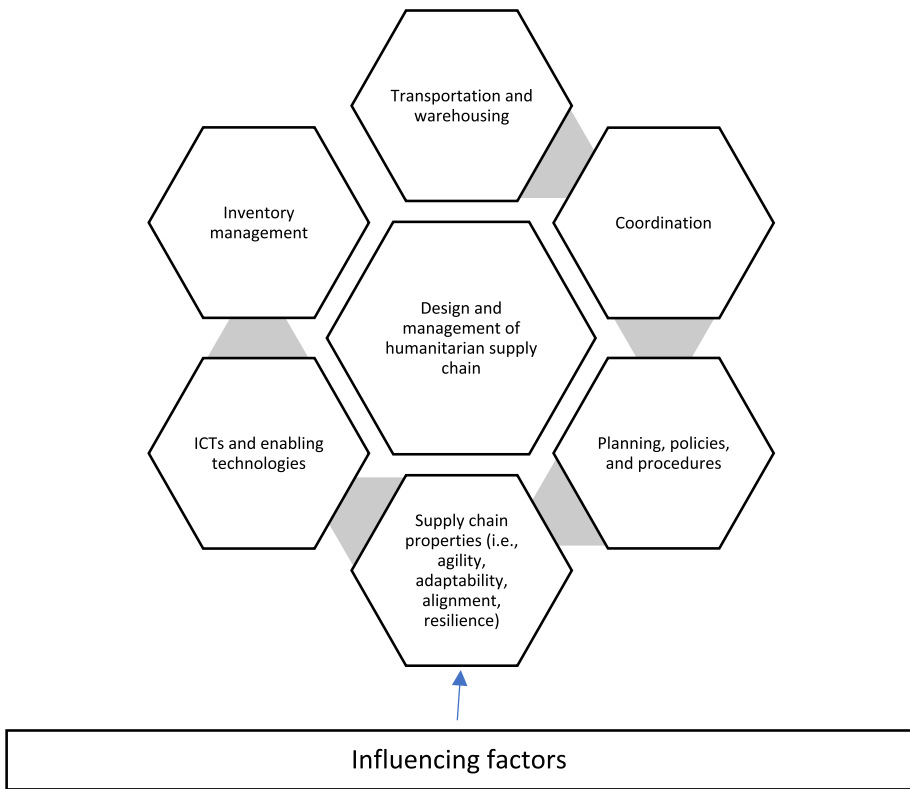 Transportation and
warehousing
Inventory
management
Coordination
Design and
management of
humanitarian supply
chain
ICTs and enabling
technologies
Planning, policies,
and procedures
Supply chain
properties (i.e.,
agility,
adaptability,
alignment,
resilience)
Influencing factors